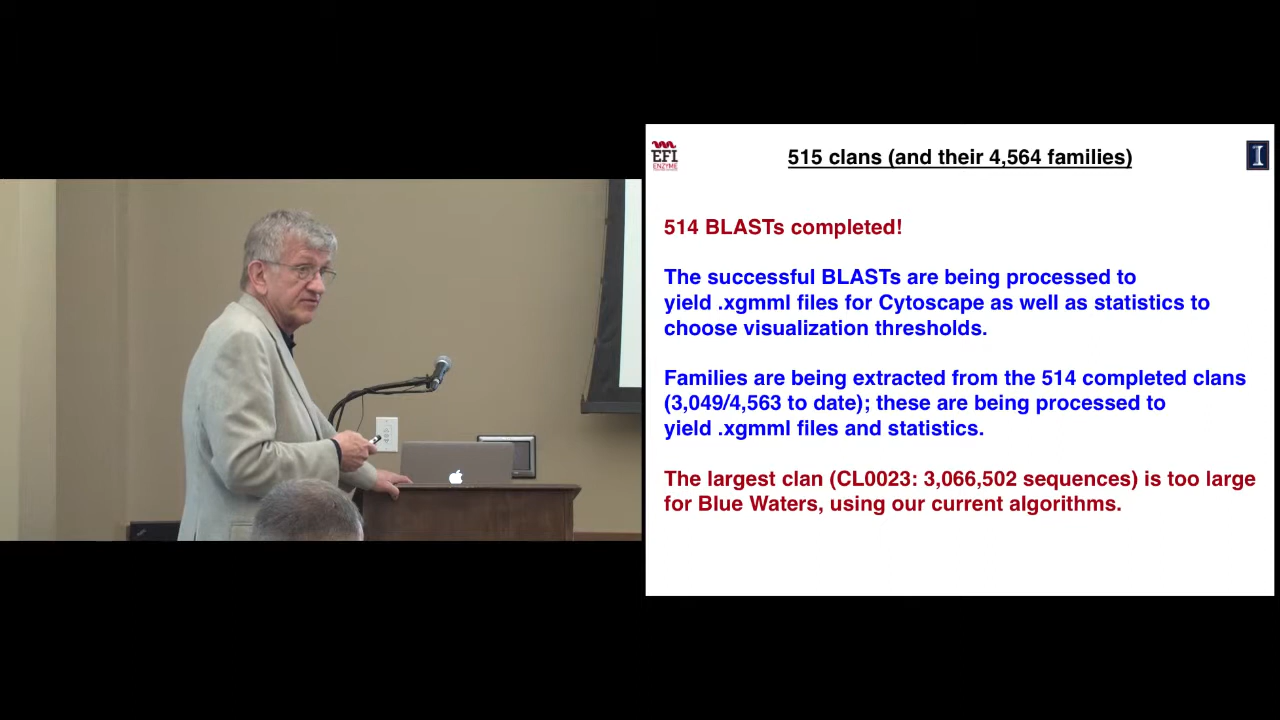 EFI
ENZYME
I
515 clans (and their 4,564 families)
514 BLASTs completed!
The successful BLASTs are being processed to
yield .xgmml files for Cytoscape as well as statistics to
choose visualization thresholds.
Families are being extracted from the 514 completed clans
(3,049/4,563 to date); these are being processed to
yield .xgmml files and statistics.
The largest clan (CL0023: 3,066,502 sequences) is too large
for Blue Waters, using our current algorithms.